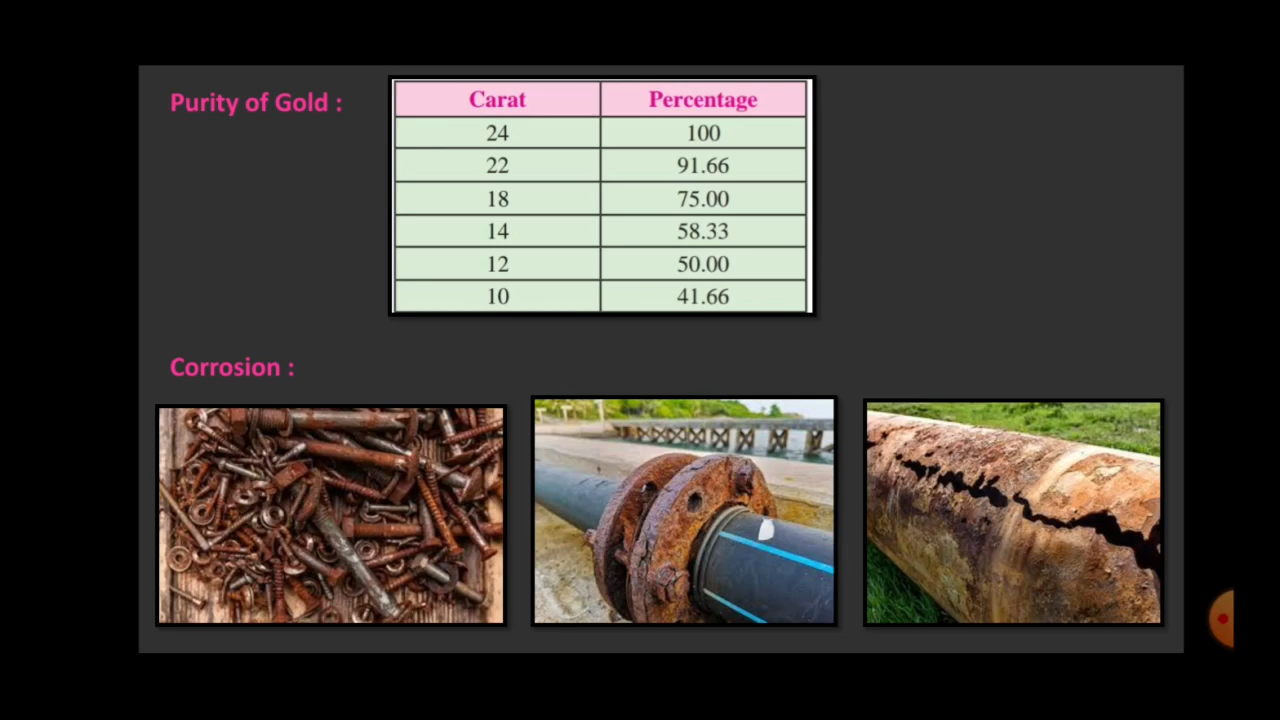 Purity of Gold :
Carat Percentage
24 100
22 91.66
18 75.00
14 58.33
12 50.00
10 41.66
Corrosion :